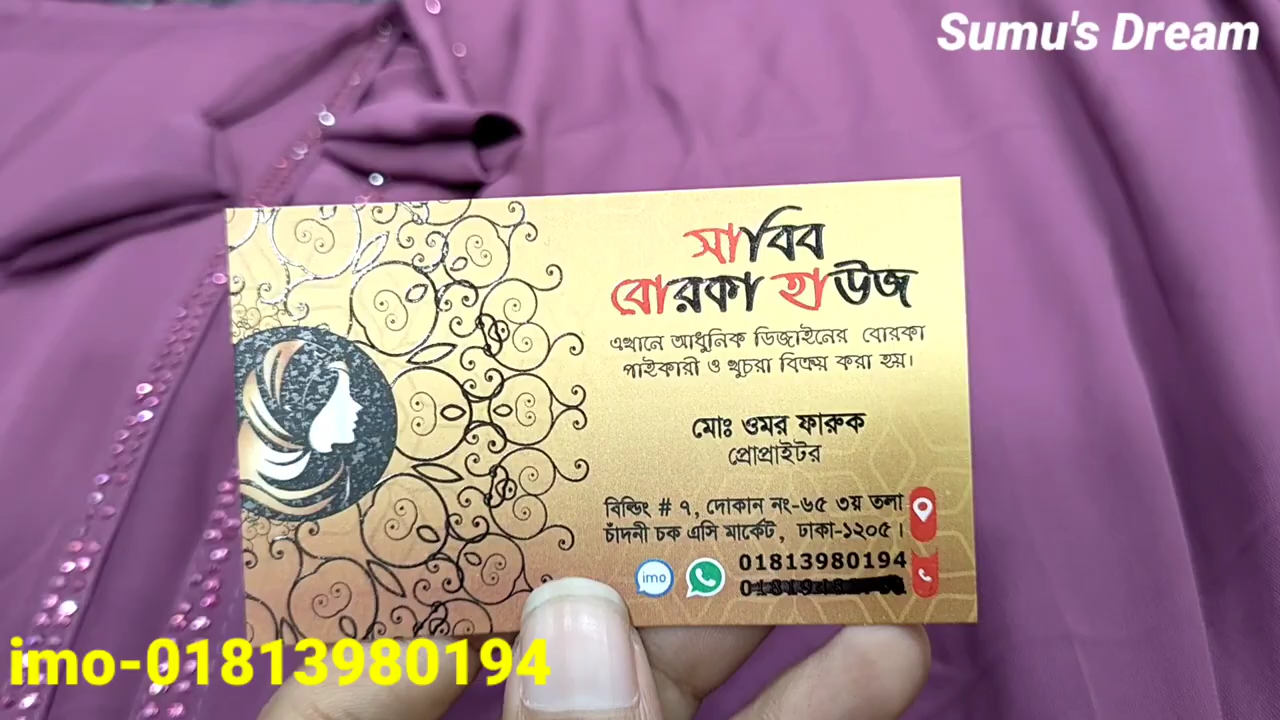 Sumu's Dream
সাবিব
বোরকা হাউজ
এখানে আধুনিক ডিজাইনের বোরকা
পাইকারী ও খুচরা বিক্রয় করা হয়।
মোঃ ওমর ফারুক
প্রোপ্রাইটর
বিল্ডিং # ৭, দোকান নং-৬৫ ৩য় তলা
চাঁদনী চক এসি মার্কেট, ঢাকা-১২০৫।
imo
01813980194
imo-01813980194